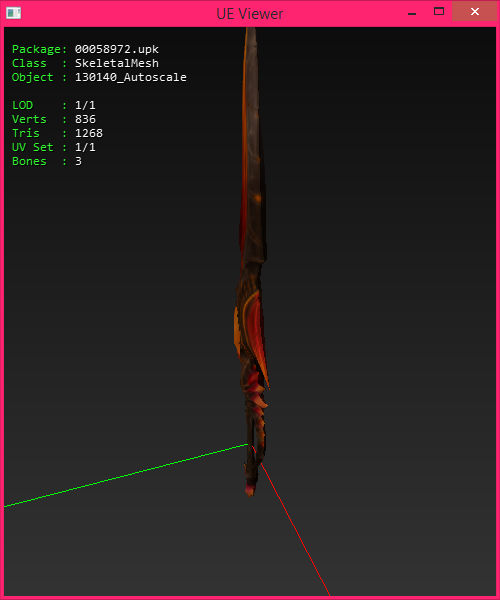 UE Viewer
Package: 00058972.upk
Class  : SkeletalMesh
Object : 130140_Autoscale
LOD    : 1/1
Verts  : 836
Tris   : 1268
UV Set : 1/1
Bones  : 3